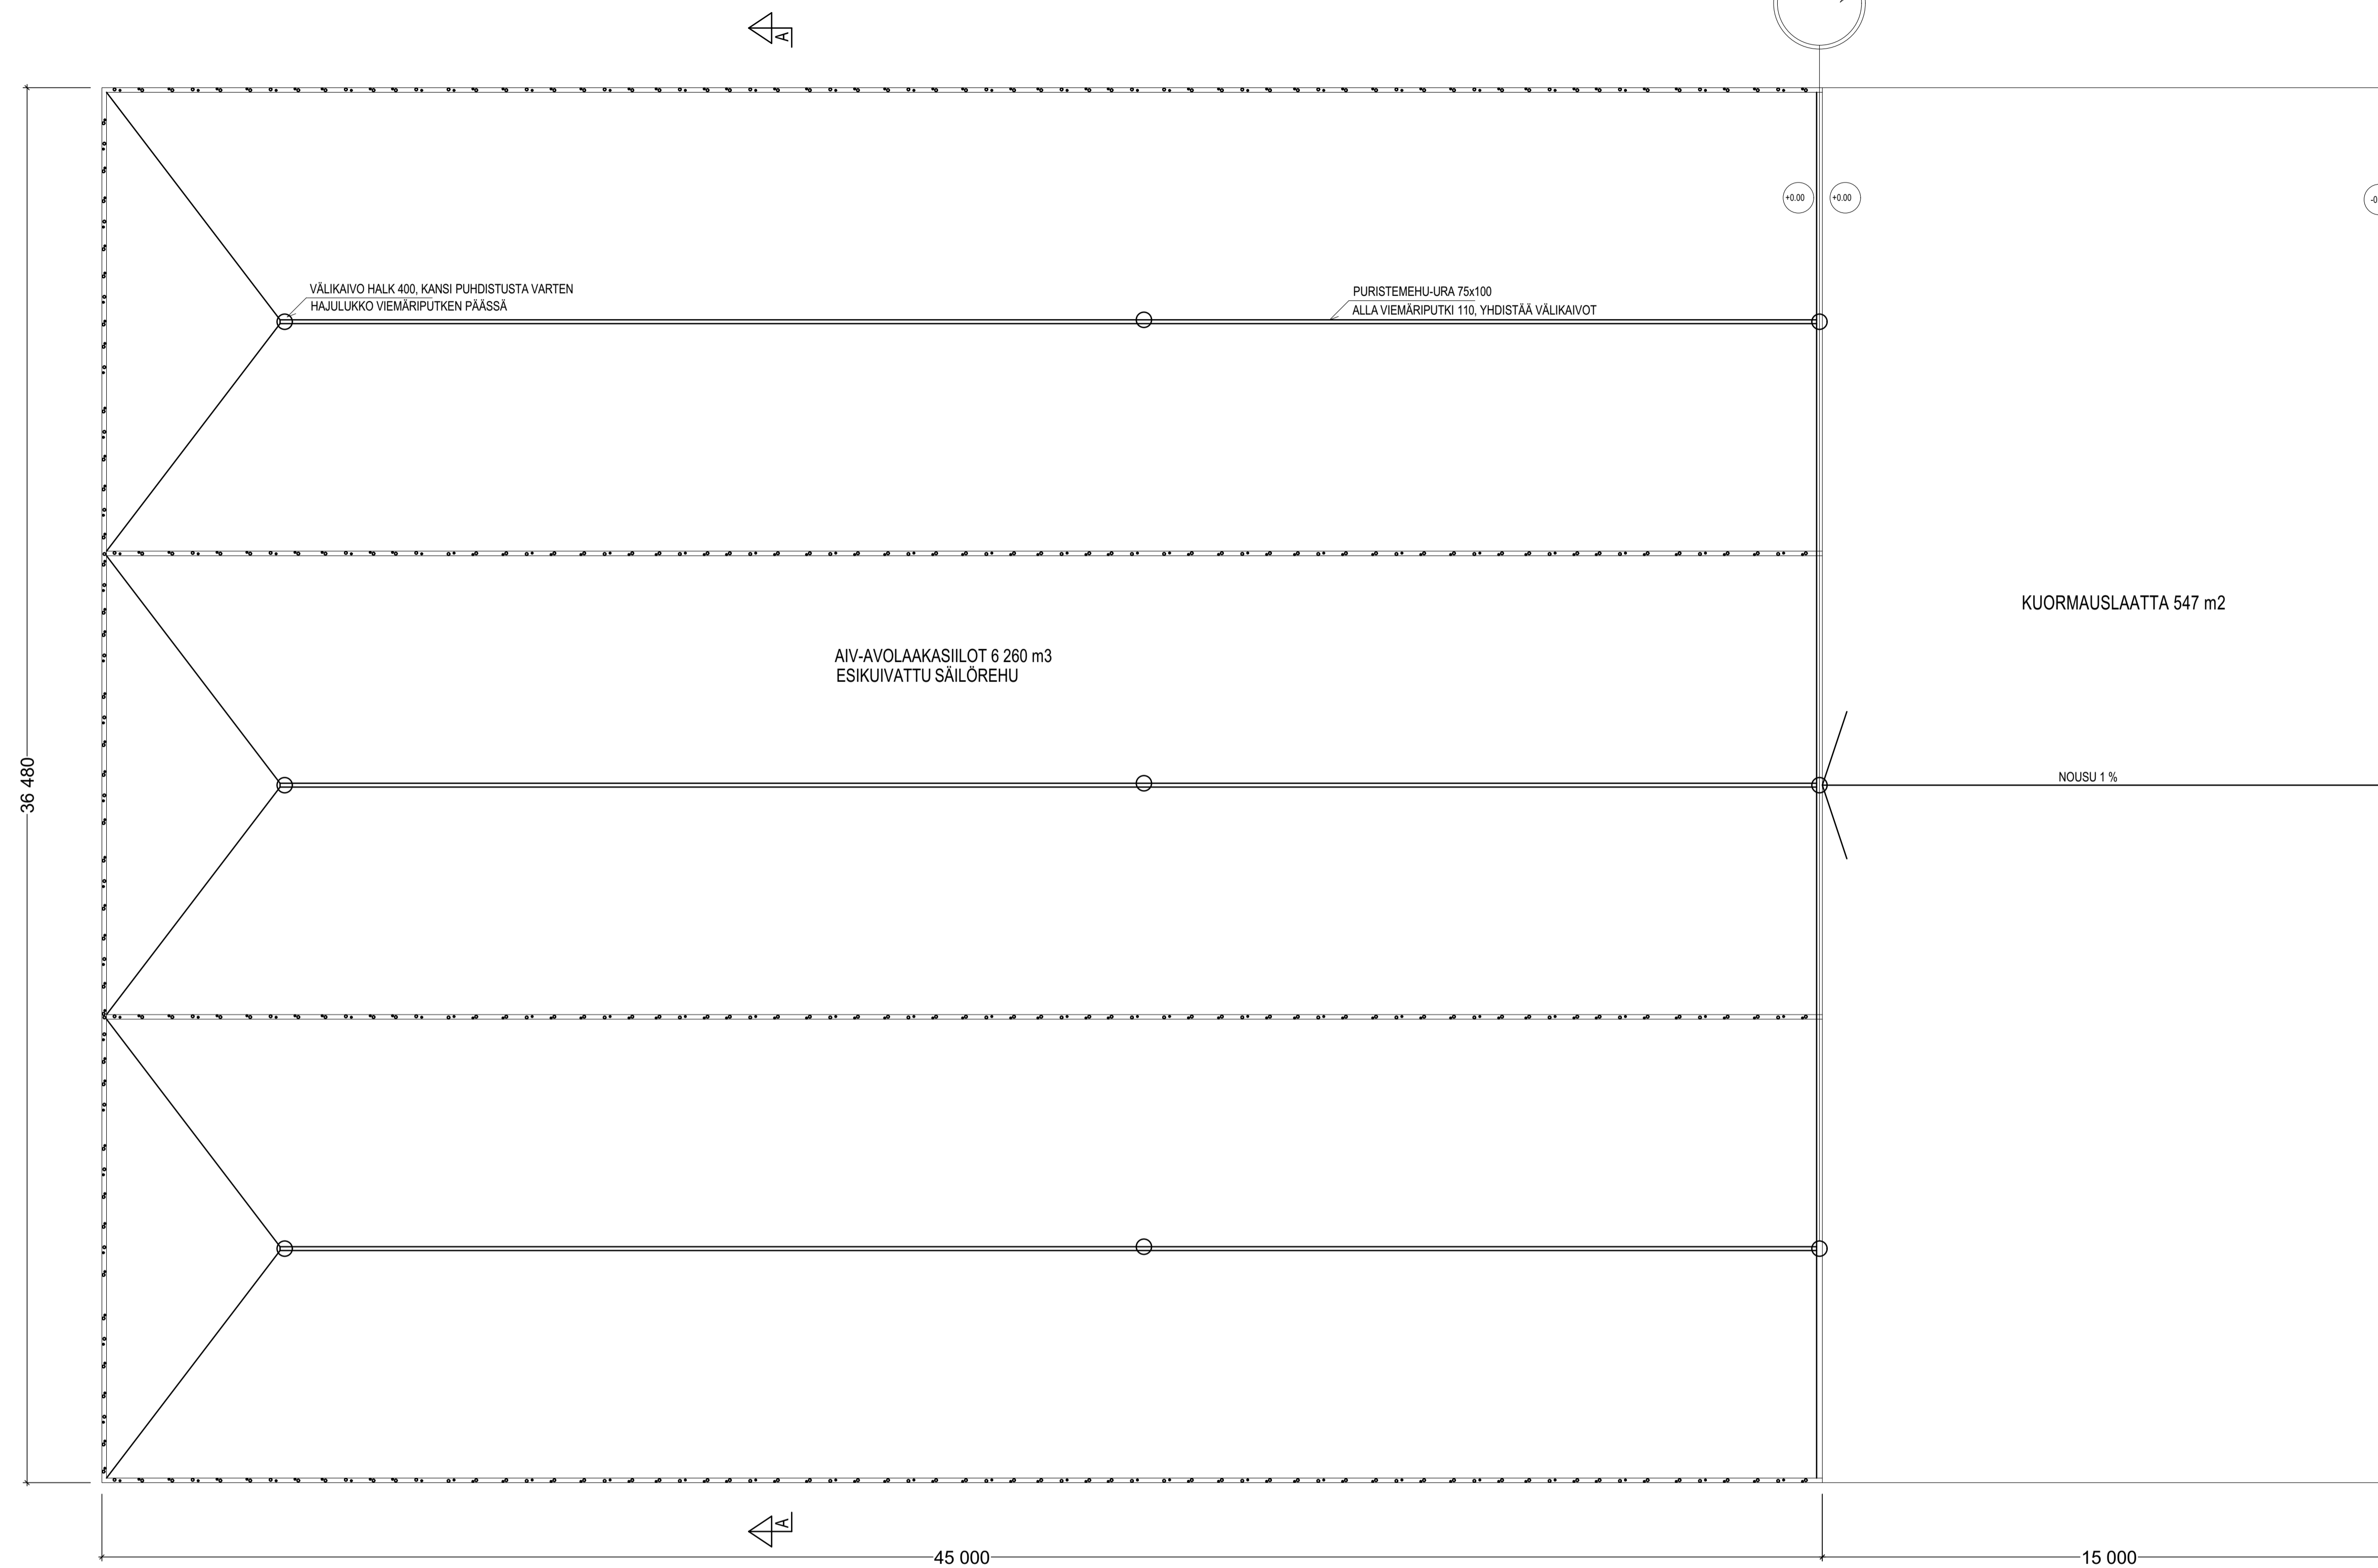 A
+0.00
+0.00
-0
VÄLIKAIVO HALK 400, KANSI PUHDISTUSTA VARTEN
HAJULUKKO VIEMÄRIPUTKEN PÄÄSSÄ
PURISTEMEHU-URA 75x100
ALLA VIEMÄRIPUTKI 110, YHDISTÄÄ VÄLIKAIVOT
KUORMAUSLAATTA 547 m2
AIV-AVOLAAKASIILOT 6 260 m3
ESIKUIVATTU SÄILÖREHU
NOUSU 1 %
36 480
A
45 000
15 000